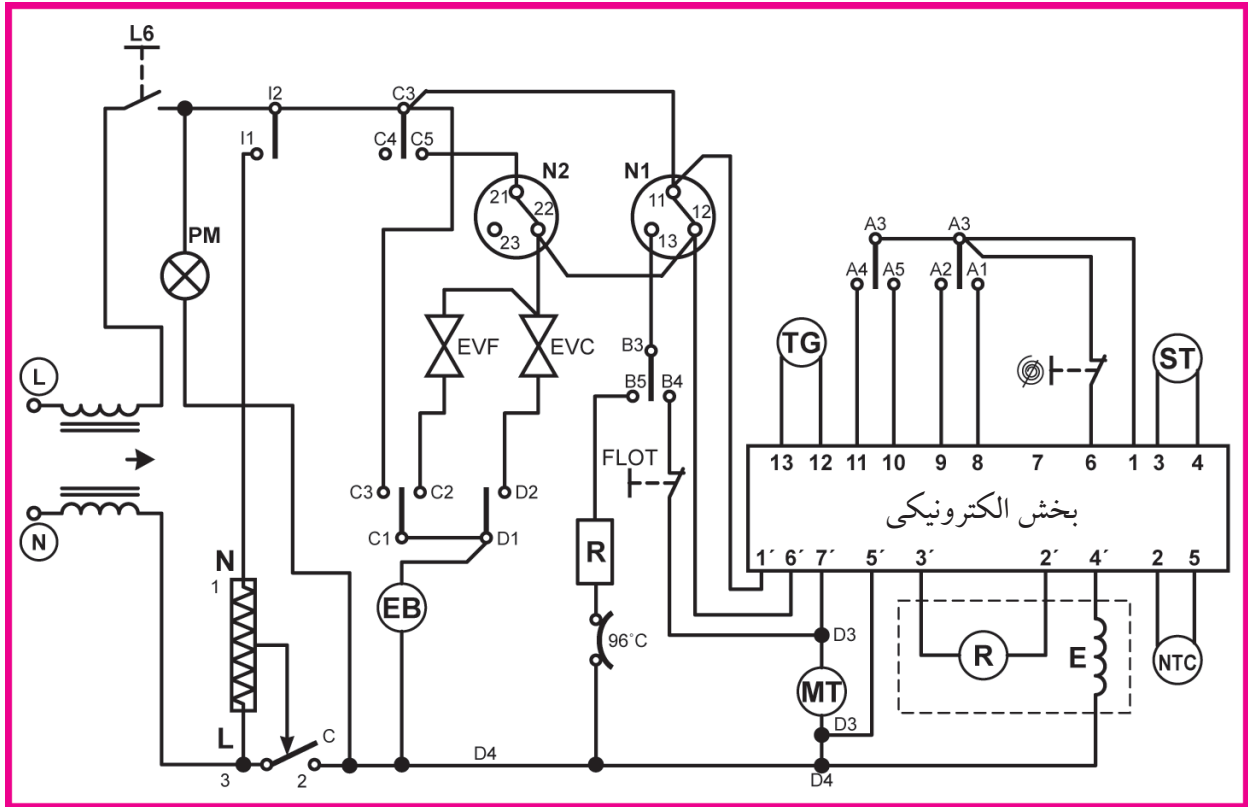 L6
I2
C3
I1
C4
C5
N2
N1
21
22
23
11
12
13
A3
A3
A4
A5
A2
A1
PM
EVF
EVC
B3
B5
B4
TG
ST
L
FLOT
13 12 11 10 9 8 7 6 1 3 4
بخش الکترونیکی
1´ 6´ 7´ 5´ 3´ 2´ 4´ 2 5
N
C3
C2
D2
C1
D1
N
1
R
EB
96°C
D3
R
E
NTC
MT
D3
L
C
3
2
D4
D4